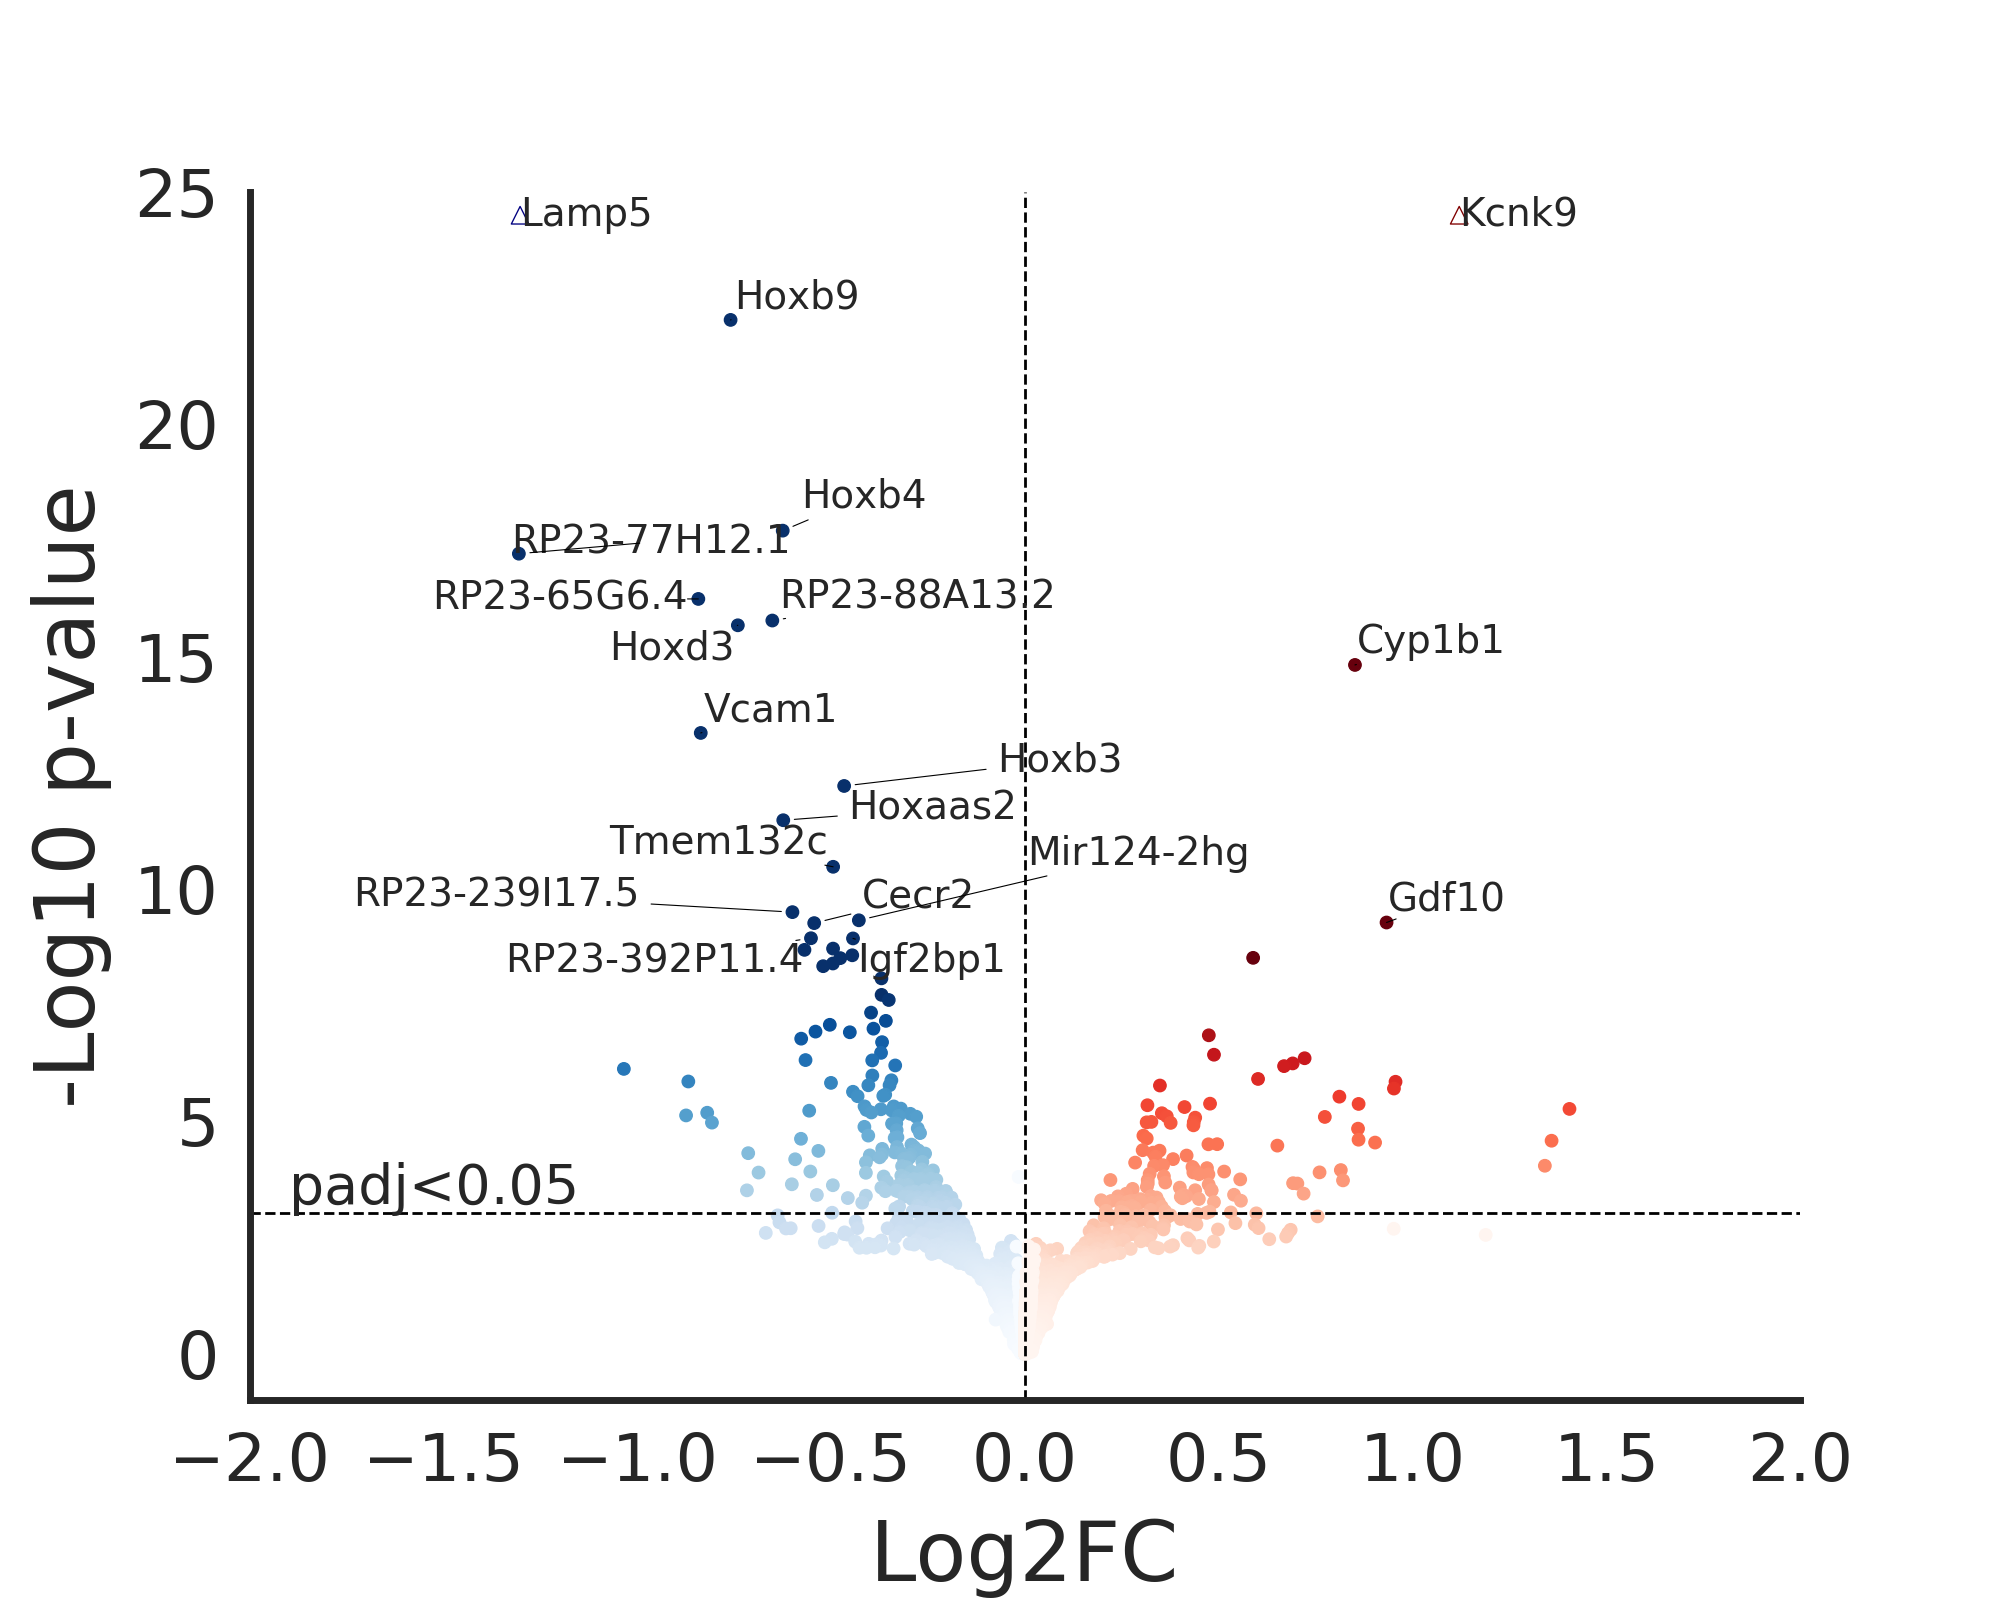 25
Lamp5
Kcnk9
Hoxb9
20
Hoxb4
RP23-77H12.1
RP23-65G6.4
RP23-88A13.2
Hoxd3
Cyp1b1
15
Vcam1
Hoxb3
Hoxaas2
Tmem132c
Mir124-2hg
10
RP23-239I17.5
Cecr2
Gdf10
RP23-392P11.4
Igf2bp1
5
padj<0.05
0
-Log10 p-value
−2.0 −1.5 −1.0 −0.5 0.0 0.5 1.0 1.5 2.0
Log2FC